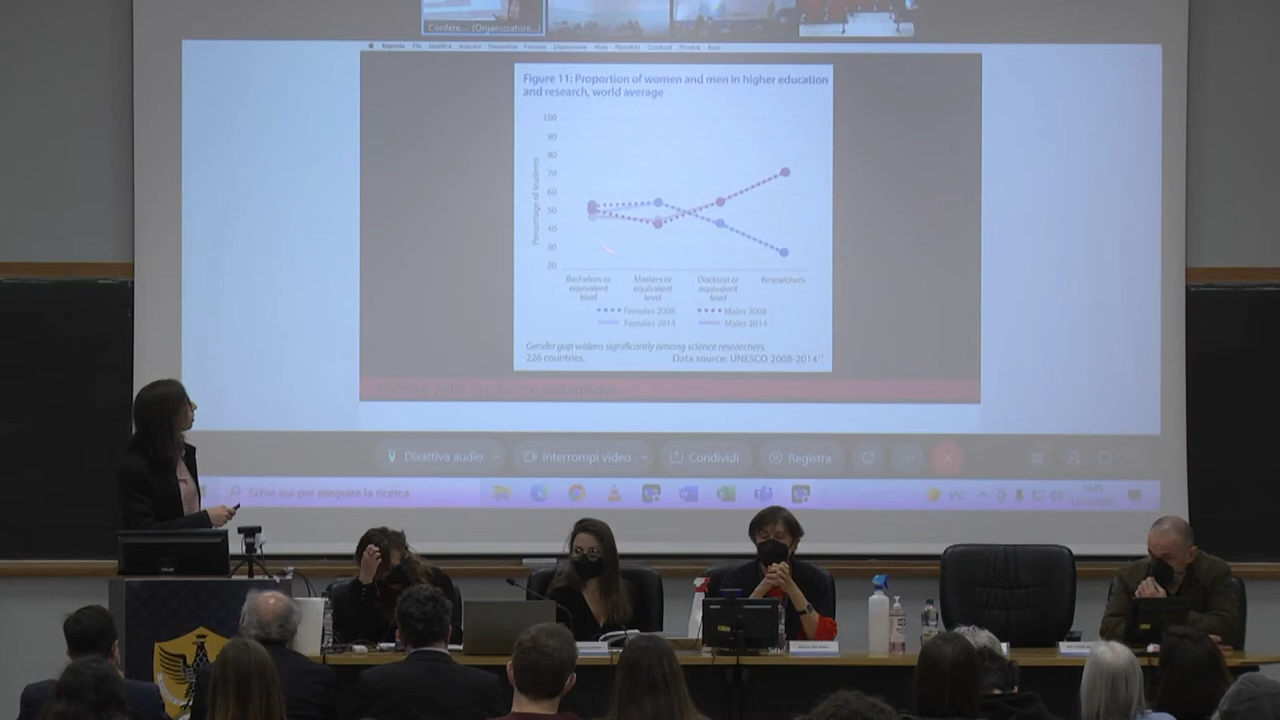 Confere... (Organizzatore...)
Figure 11: Proportion of women and men in higher education
and research, world average
Percentage of students
100
90
80
70
60
50
40
30
20
Bachelors or
equivalent
level
Masters or
equivalent
level
Doctoral or
equivalent
level
Researchers
Females 2008
Males 2008
Females 2014
Males 2014
Gender gap widens significantly among science researchers.
226 countries.
Data source: UNESCO 2008-2014
Disattiva audio
Interrompi video
Condividi
Registra
Scrivi qui per eseguire la ricerca
9°C